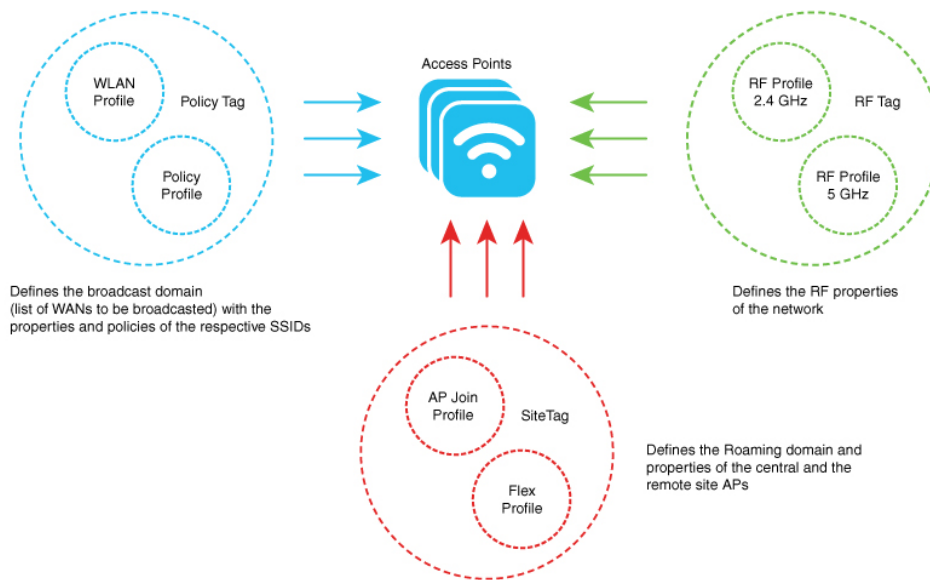 Access Points
WLAN
Profile
Policy Tag
Policy
Profile
RF Profile
2.4 GHz
RF Tag
RF Profile
5 GHz
Defines the broadcast domain
(list of WANs to be broadcasted) with the
properties and policies of the respective SSIDs
Defines the RF properties
of the network
AP Join
Profile
SiteTag
Flex
Profile
Defines the Roaming domain and
properties of the central and the
remote site APs